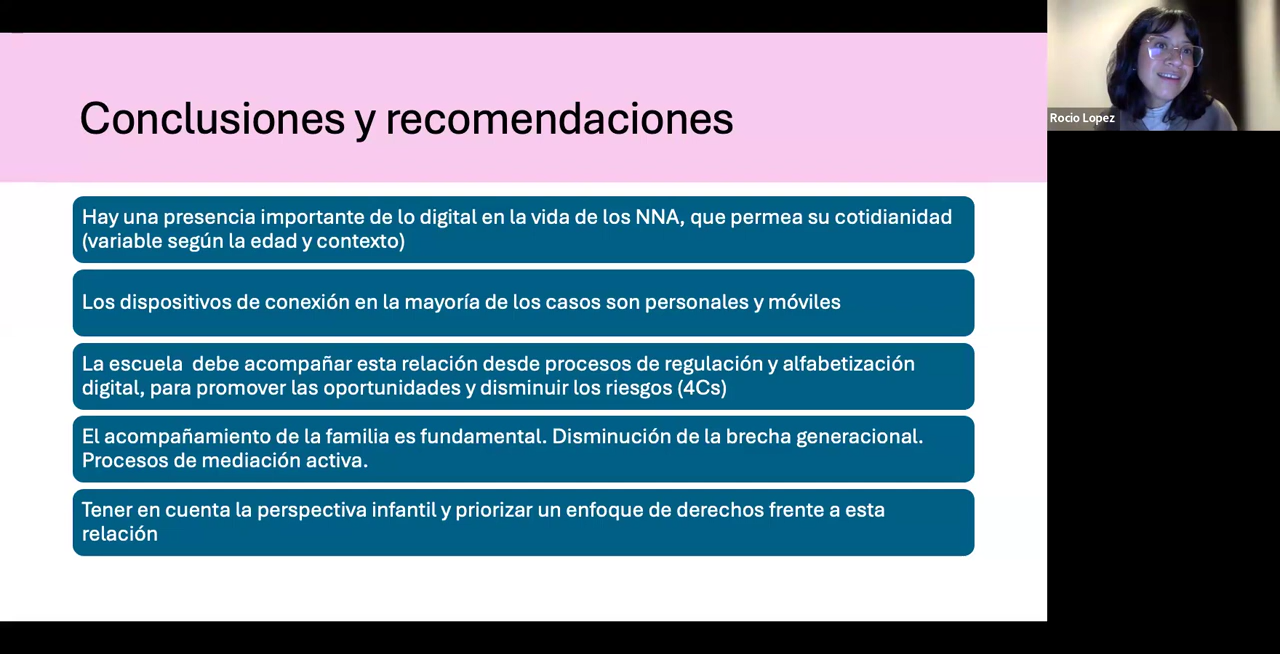 Conclusiones y recomendaciones
Hay una presencia importante de lo digital en la vida de los NNA, que permea su cotidianidad
(variable según la edad y contexto)
Los dispositivos de conexión en la mayoría de los casos son personales y móviles
La escuela  debe acompañar esta relación desde procesos de regulación y alfabetización
digital, para promover las oportunidades y disminuir los riesgos (4Cs)
El acompañamiento de la familia es fundamental. Disminución de la brecha generacional.
Procesos de mediación activa.
Tener en cuenta la perspectiva infantil y priorizar un enfoque de derechos frente a esta
relación
Rocio Lopez